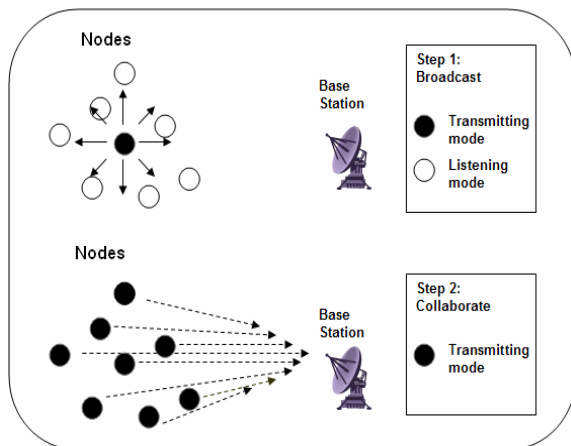 Nodes
Base
Station
Step 1:
Broadcast
Transmitting
mode
Listening
mode
Nodes
Base
Station
Step 2:
Collaborate
Transmitting
mode